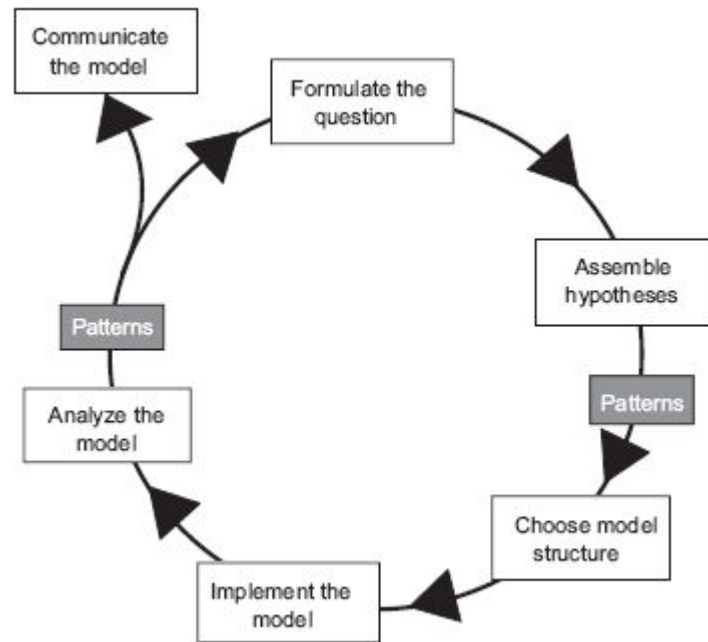 Communicate
the model
Formulate the
question
Assemble
hypotheses
Patterns
Choose model
structure
Implement the
model
Analyze the
model
Patterns